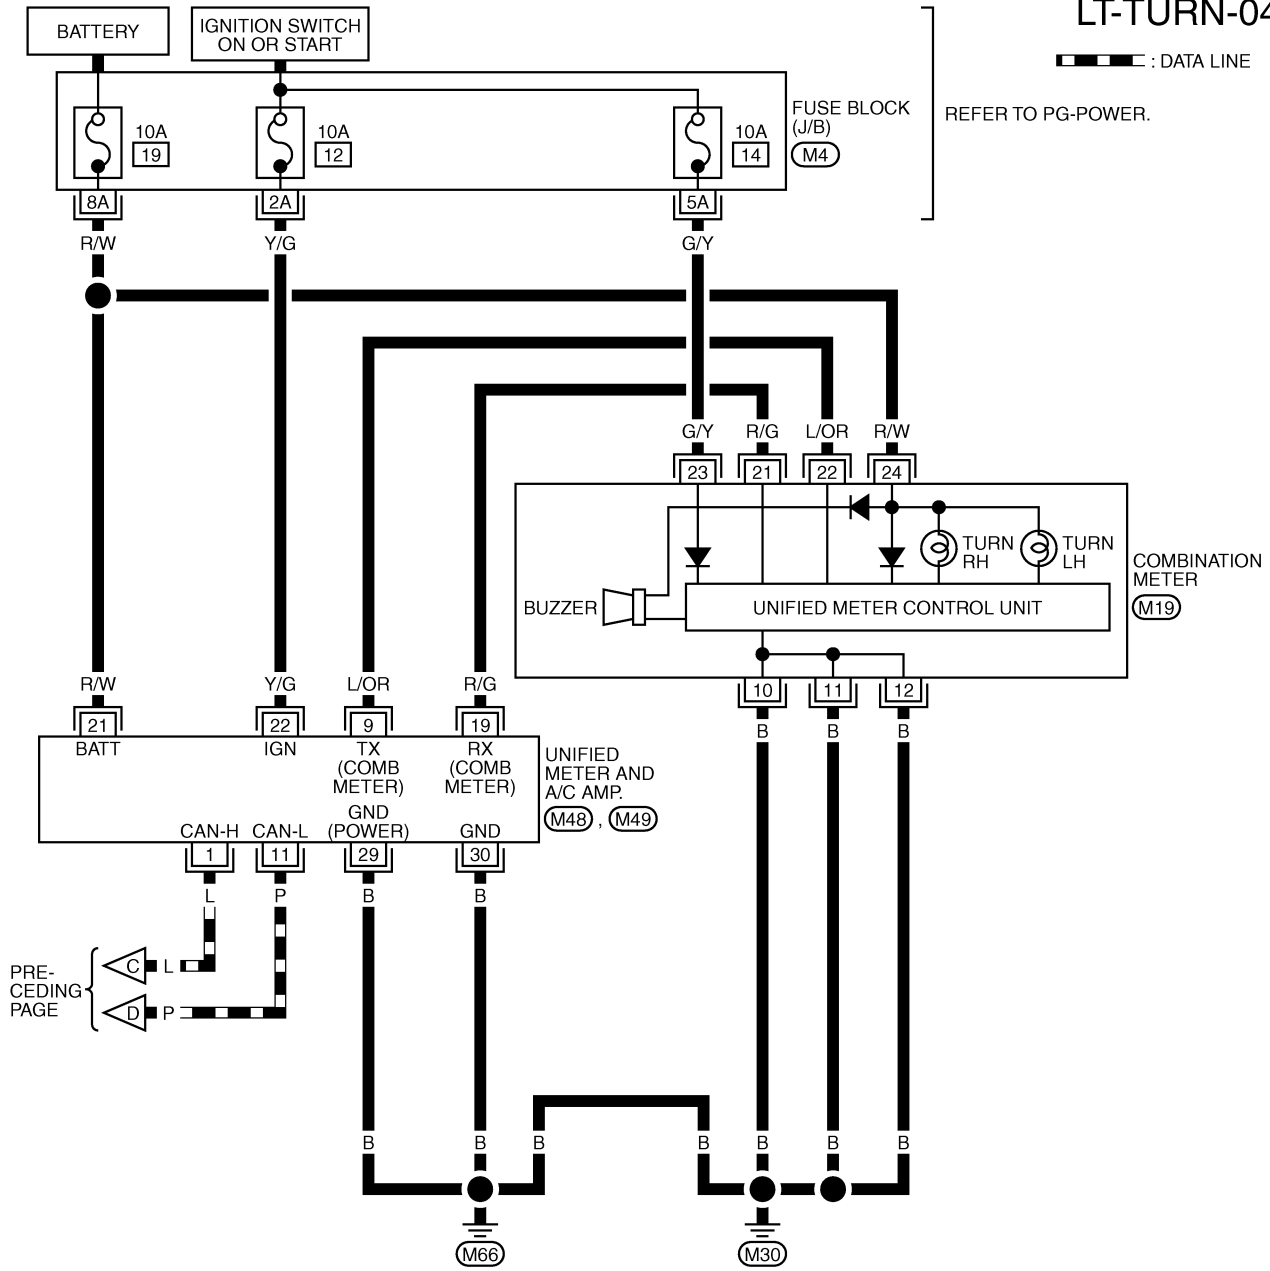 LT-TURN-04
BATTERY
IGNITION SWITCH
ON OR START
: DATA LINE
REFER TO PG-POWER.
10A
19
10A
12
10A
14
FUSE BLOCK
(J/B)
M4
8A
2A
5A
R/W
Y/G
G/Y
G/Y
R/G
L/OR
R/W
23
21
22
24
TURN
RH
TURN
LH
COMBINATION
METER
M19
BUZZER
UNIFIED METER CONTROL UNIT
10
11
12
B
B
B
R/W
Y/G
L/OR
R/G
21
22
9
19
BATT
IGN
TX
(COMB
METER)
RX
(COMB
METER)
UNIFIED
METER AND
A/C AMP.
M48 , M49
CAN-H
CAN-L
GND
(POWER)
GND
1
11
29
30
L
P
B
B
PRE-
CEDING
PAGE
C
L
D
P
B
B
B
B
B
B
B
M66
M30